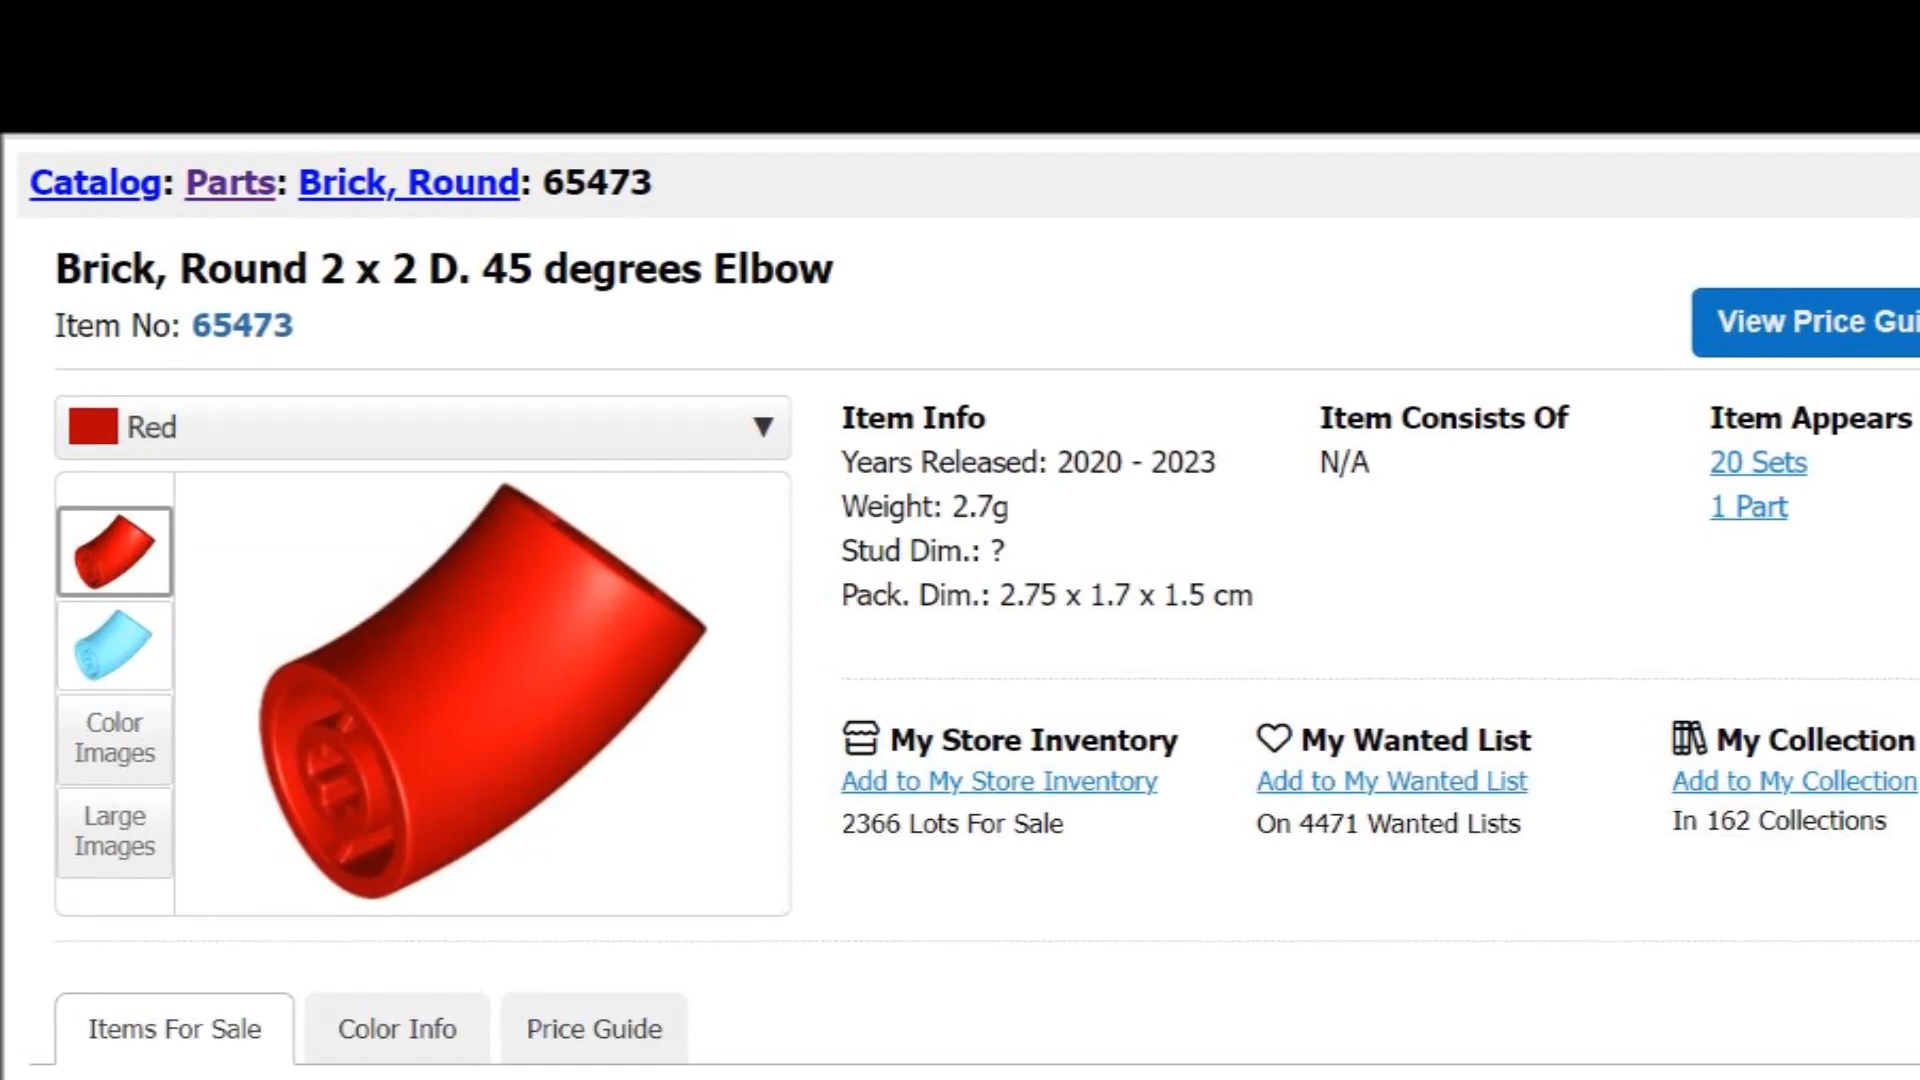 Catalog: Parts: Brick, Round: 65473
Brick, Round 2 x 2 D. 45 degrees Elbow
Item No: 65473
View Price Gui
Red
Item Info
Years Released: 2020 - 2023
Weight: 2.7g
Stud Dim.: ?
Pack. Dim.: 2.75 x 1.7 x 1.5 cm
Item Consists Of
N/A
Item Appears
20 Sets
1 Part
Color
Images
Large
Images
My Store Inventory
Add to My Store Inventory
2366 Lots For Sale
My Wanted List
Add to My Wanted List
On 4471 Wanted Lists
My Collection
Add to My Collection
In 162 Collections
Items For Sale
Color Info
Price Guide